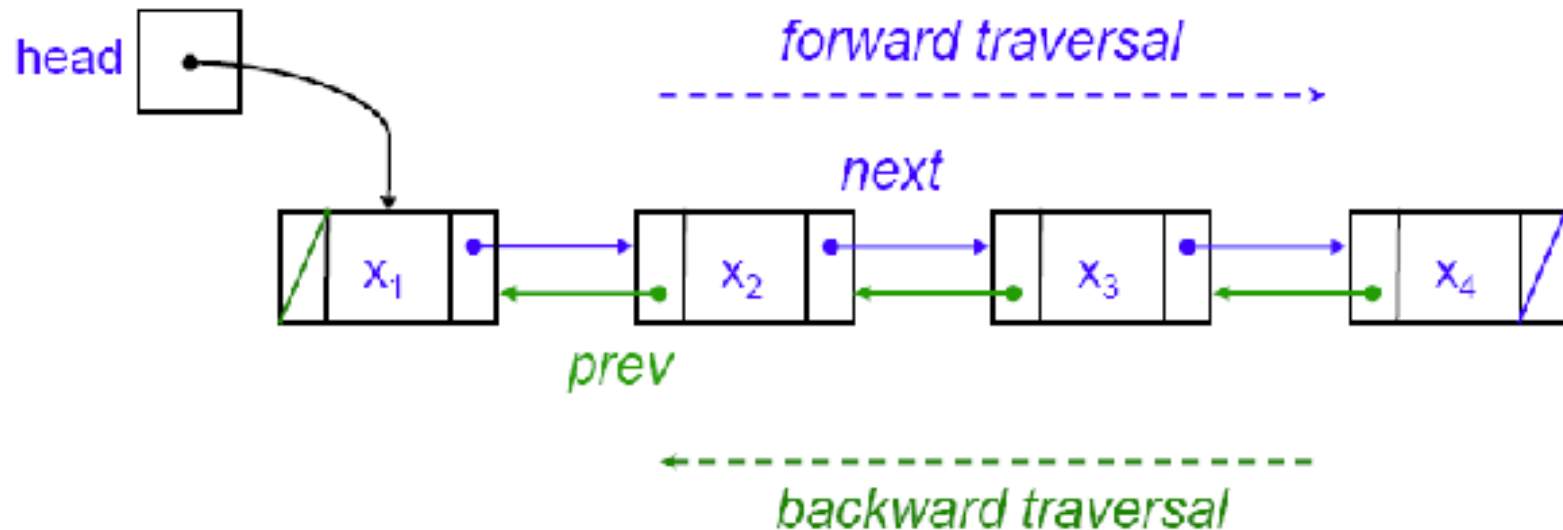 head
forward traversal
next
x₁ x₂ x₃ x₄
prev
backward traversal